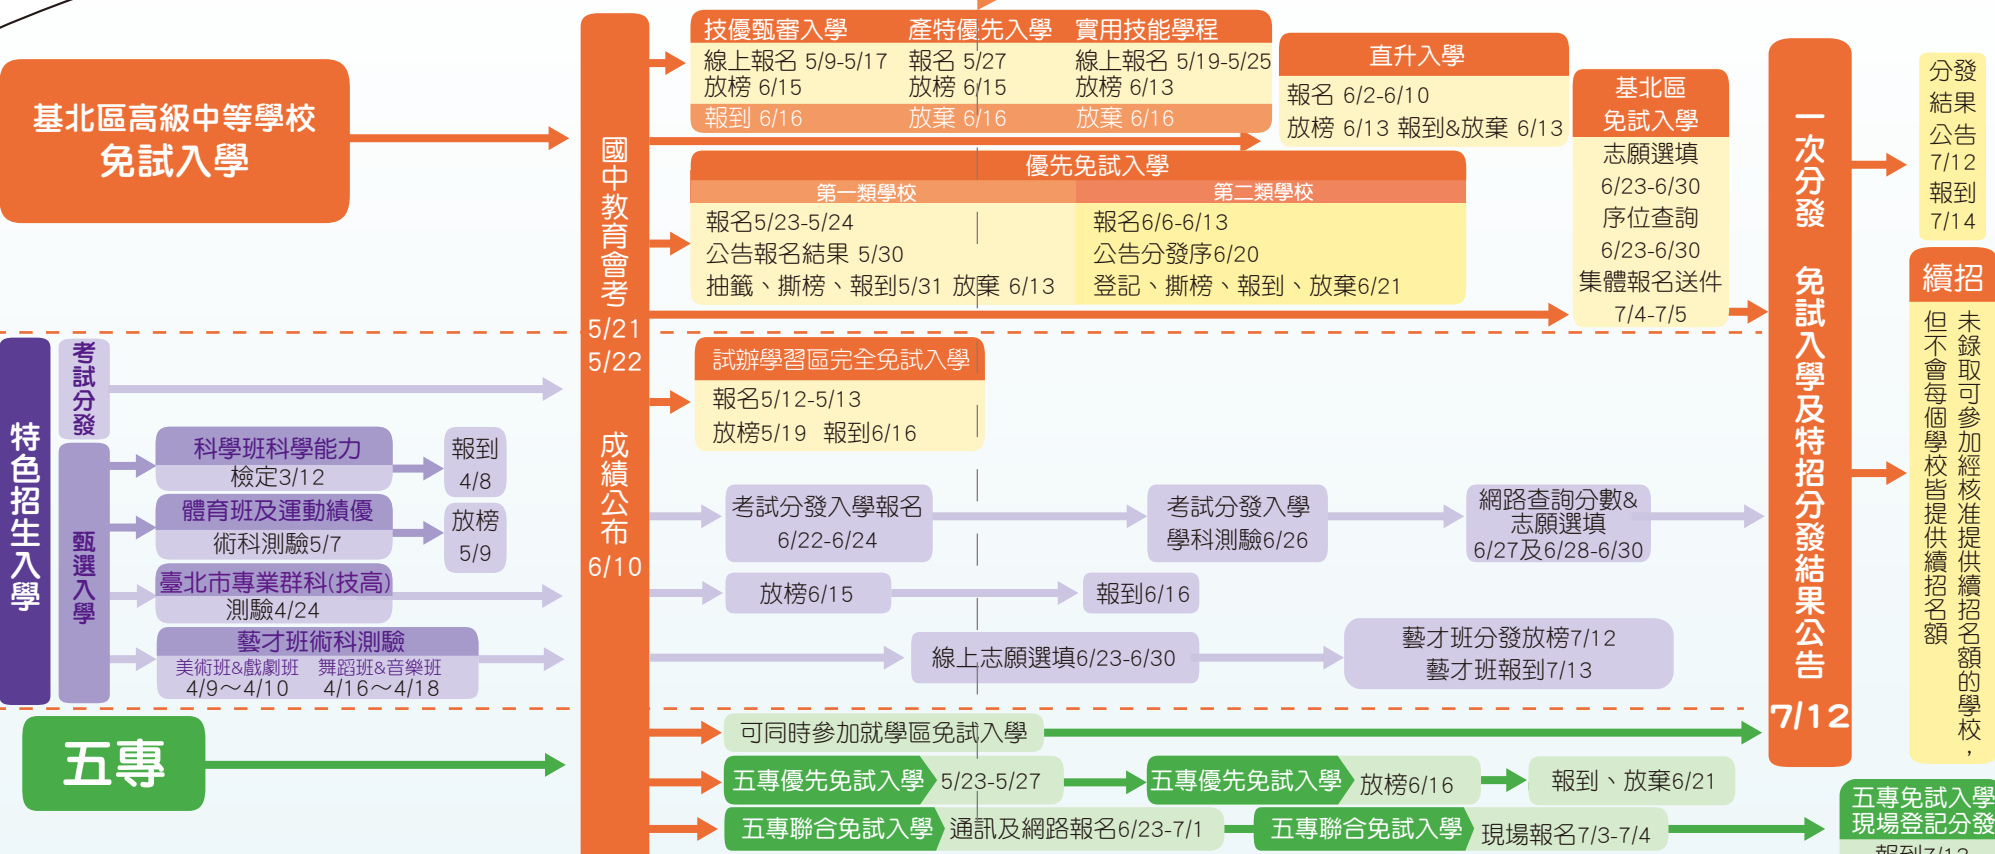 基北區高級中等學校
免試入學
國中教育會考
5/21
5/22
成績公布
6/10
技優甄審入學
線上報名 5/9-5/17
放榜 6/15
報到 6/16
產特優先入學
報名 5/27
放榜 6/15
放棄 6/16
實用技能學程
線上報名 5/19-5/25
放榜 6/13
放棄 6/16
直升入學
報名 6/2-6/10
放榜 6/13 報到&放棄 6/13
優先免試入學
第一類學校
報名5/23-5/24
公告報名結果 5/30
抽籤、撕榜、報到5/31 放棄 6/13
第二類學校
報名6/6-6/13
公告分發序6/20
登記、撕榜、報到、放棄6/21
基北區
免試入學
志願選填
6/23-6/30
序位查詢
6/23-6/30
集體報名送件
7/4-7/5
一次分發 免試入學及特招分發結果公告
7/12
分發
結果
公告
7/12
報到
7/14
續招
未錄取可參加經核准提供續招名額的學校，
但不會每個學校皆提供續招名額
試辦學習區完全免試入學
報名5/12-5/13
放榜5/19 報到6/16
特色招生入學
考試分發
甄選入學
科學班科學能力
檢定3/12
報到
4/8
體育班及運動績優
術科測驗5/7
放榜
5/9
臺北市專業群科(技高)
測驗4/24
藝才班術科測驗
美術班&戲劇班 舞蹈班&音樂班
4/9～4/10 4/16～4/18
考試分發入學報名
6/22-6/24
考試分發入學
學科測驗6/26
網路查詢分數&
志願選填
6/27及6/28-6/30
放榜6/15
報到6/16
線上志願選填6/23-6/30
藝才班分發放榜7/12
藝才班報到7/13
五專
可同時參加就學區免試入學
五專優先免試入學 5/23-5/27
五專優先免試入學 放榜6/16
報到、放棄6/21
五專聯合免試入學 通訊及網路報名6/23-7/1
五專聯合免試入學 現場報名7/3-7/4
五專免試入學
現場登記分發
報到7/13